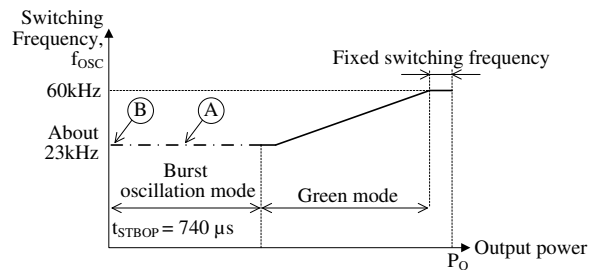 Switching
Frequency,
fOSC
Fixed switching frequency
60kHz
B
A
About
23kHz
Burst
oscillation mode
Green mode
tSTBOP = 740 µs
Output power
PO